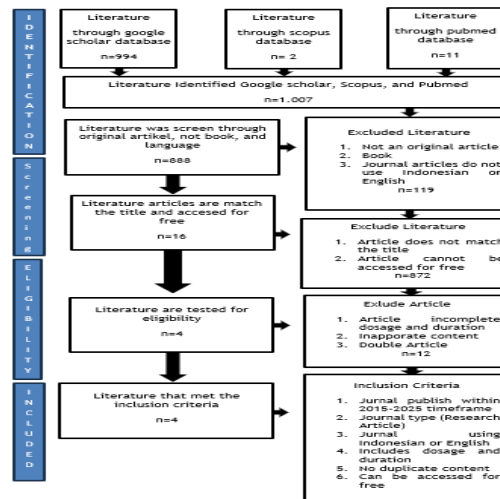 IDENTIFICATION
Literature
through google
scholar database
n=994
Literature
through scopus
database
n= 2
Literature
through pubmed
database
n=11
Literature Identified Google scholar, Scopus, and Pubmed
n=1.007
Literature was screen through
original artikel, not book, and
language
n=888
Excluded Literature
1. Not an original article
2. Book
3. Journal articles do not
use Indonesian or
English
n=119
Screening
Literature articles are match
the title and accesed for
free
n=16
Exclude Literature
1. Article does not match
the title
2. Article cannot be
accessed for free
n=872
ELIGIBILITY
Literature are tested for
eligibility
n=4
Exlude Article
1. Article incomplete
dosage and duration
2. Inapporate content
3. Double Article
n=12
INCLUDED
Literature that met the
inclusion criteria
n=4
Inclusion Criteria
1. Jurnal publish within
2015-2025 timeframe
2. Journal type (Research
Article)
3. Jurnal using
Indonesian or English
4. Includes dosage and
duration
5. No duplicate content
6. Can be accessed for
free